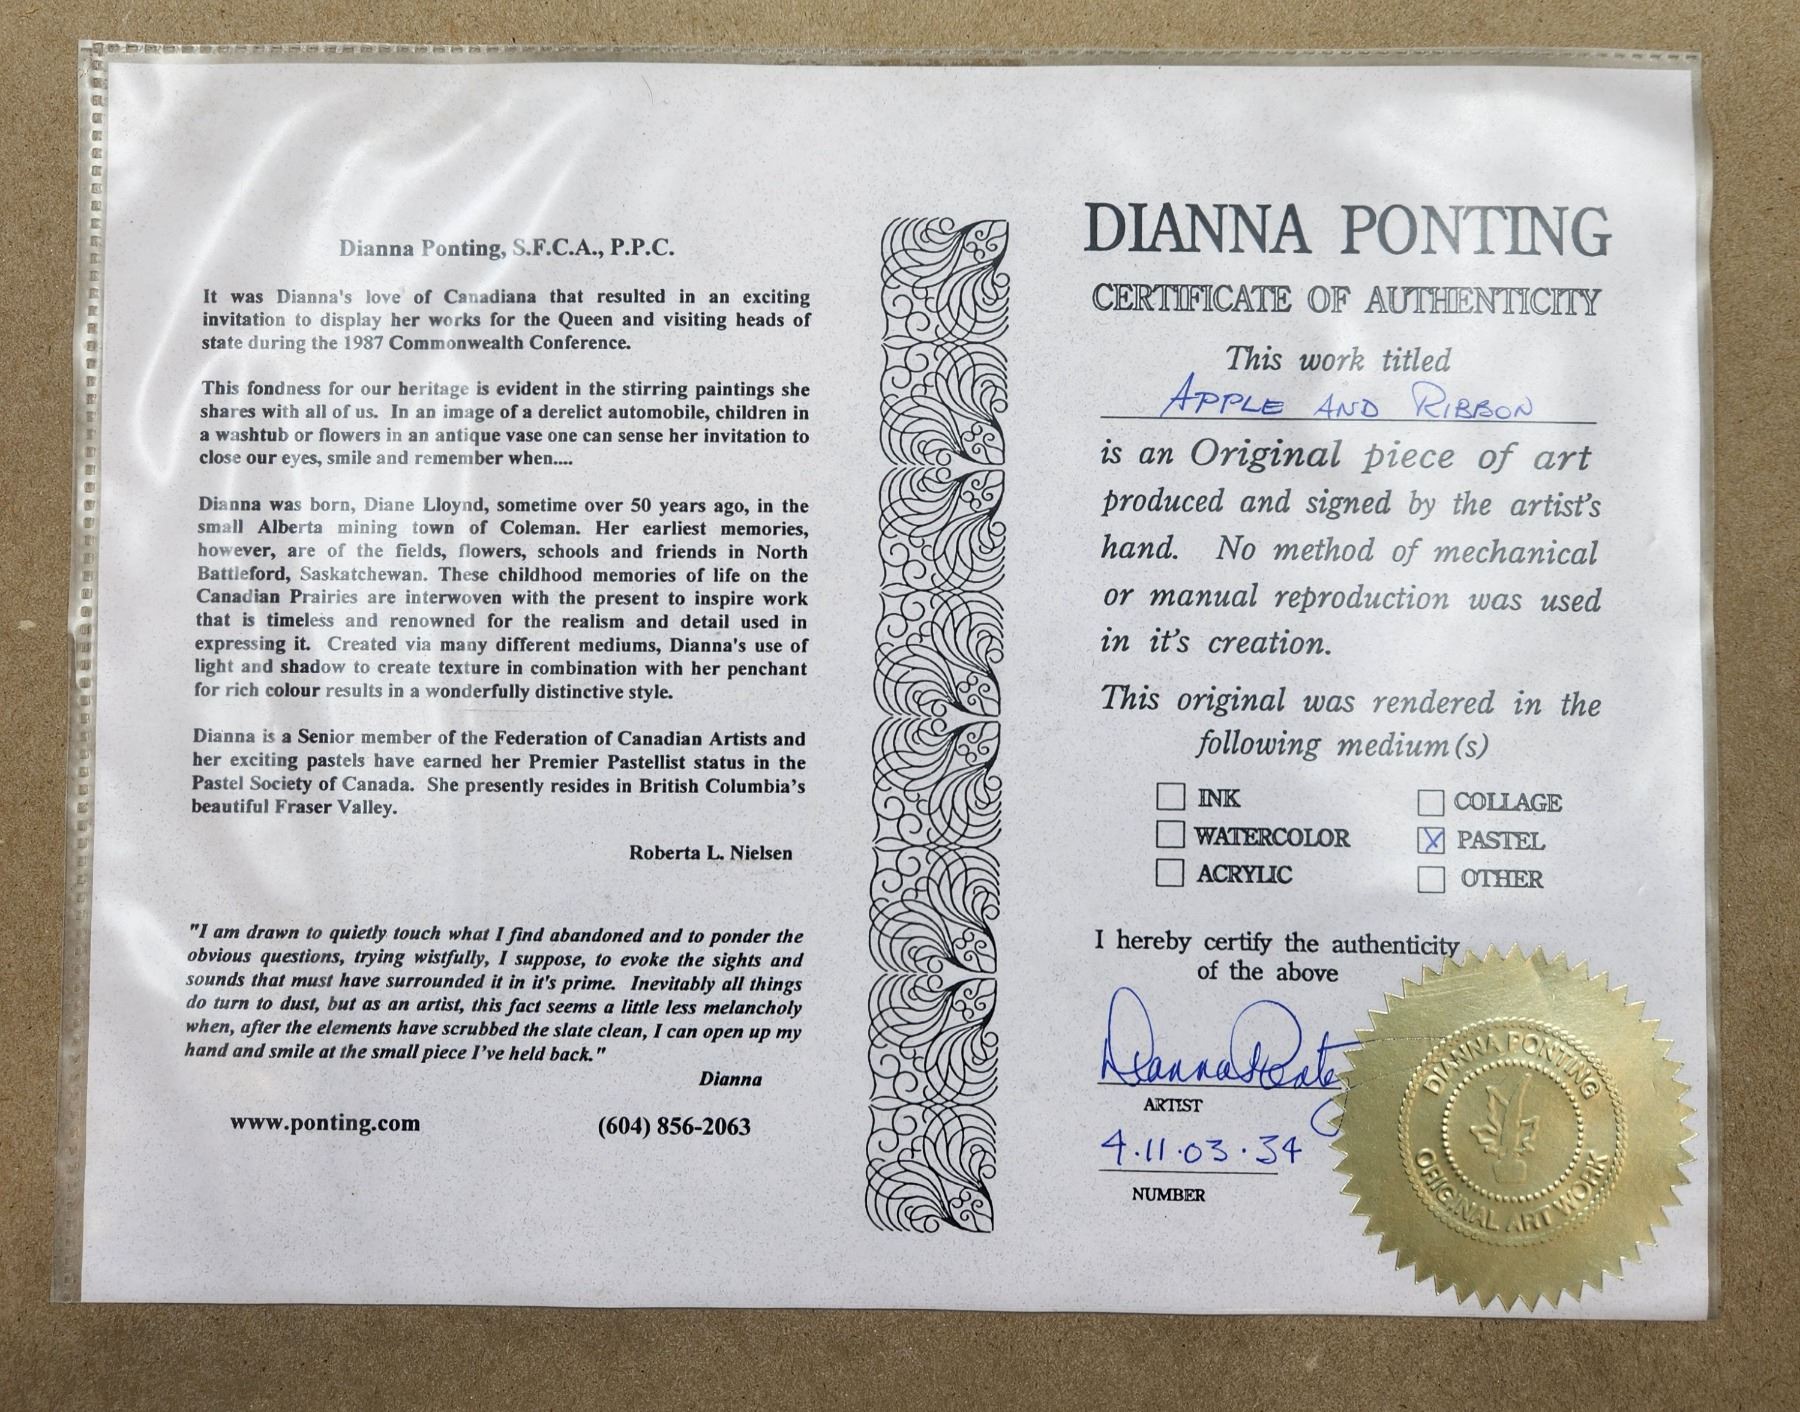 Dianna Ponting, S.F.C.A., P.P.C.
It was Dianna's love of Canadiana that resulted in an exciting
invitation to display her works for the Queen and visiting heads of
state during the 1987 Commonwealth Conference.
This fondness for our heritage is evident in the stirring paintings she
shares with all of us. In an image of a derelict automobile, children in
a washtub or flowers in an antique vase one can sense her invitation to
close our eyes, smile and remember when....
Dianna was born, Diane Lloynd, sometime over 50 years ago, in the
small Alberta mining town of Coleman. Her earliest memories,
however, are of the fields, flowers, schools and friends in North
Battleford, Saskatchewan. These childhood memories of life on the
Canadian Prairies are interwoven with the present to inspire work
that is timeless and renowned for the realism and detail used in
expressing it. Created via many different mediums, Dianna's use of
light and shadow to create texture in combination with her penchant
for rich colour results in a wonderfully distinctive style.
Dianna is a Senior member of the Federation of Canadian Artists and
her exciting pastels have earned her Premier Pastellist status in the
Pastel Society of Canada. She presently resides in British Columbia's
beautiful Fraser Valley.
Roberta L. Nielsen
"I am drawn to quietly touch what I find abandoned and to ponder the
obvious questions, trying wistfully, I suppose, to evoke the sights and
sounds that must have surrounded it in it's prime. Inevitably all things
do turn to dust, but as an artist, this fact seems a little less melancholy
when, after the elements have scrubbed the slate clean, I can open up my
hand and smile at the small piece I've held back."
Dianna
www.ponting.com (604) 856-2063
DIANNA PONTING
CERTIFICATE OF AUTHENTICITY
This work titled
APPLE AND RIBBON
is an Original piece of art
produced and signed by the artist's
hand. No method of mechanical
or manual reproduction was used
in it's creation.
This original was rendered in the
following medium(s)
INK COLLAGE
WATERCOLOR X PASTEL
ACRYLIC OTHER
I hereby certify the authenticity
of the above
Dianna Ponting
ARTIST
4.11.03.34
NUMBER
DIANNA PONTING
ORIGINAL ART WORK